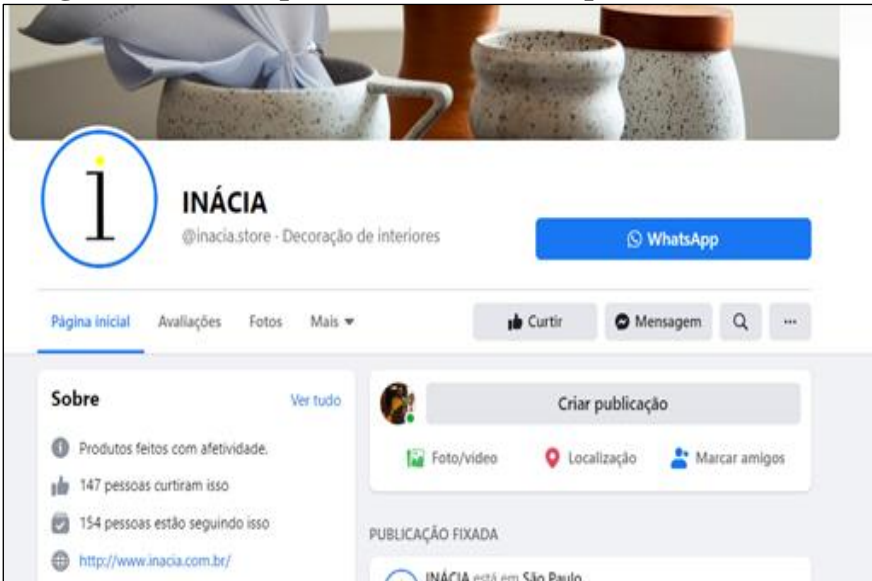 i
INÁCIA
@inacia.store · Decoração de interiores
WhatsApp
Página inicial Avaliações Fotos Mais
Curtir Mensagem
Sobre Ver tudo
Criar publicação
Produtos feitos com afetividade.
Foto/vídeo Localização Marcar amigos
147 pessoas curtiram isso
154 pessoas estão seguindo isso
PUBLICAÇÃO FIXADA
http://www.inacia.com.br/
INÁCIA está em São Paulo